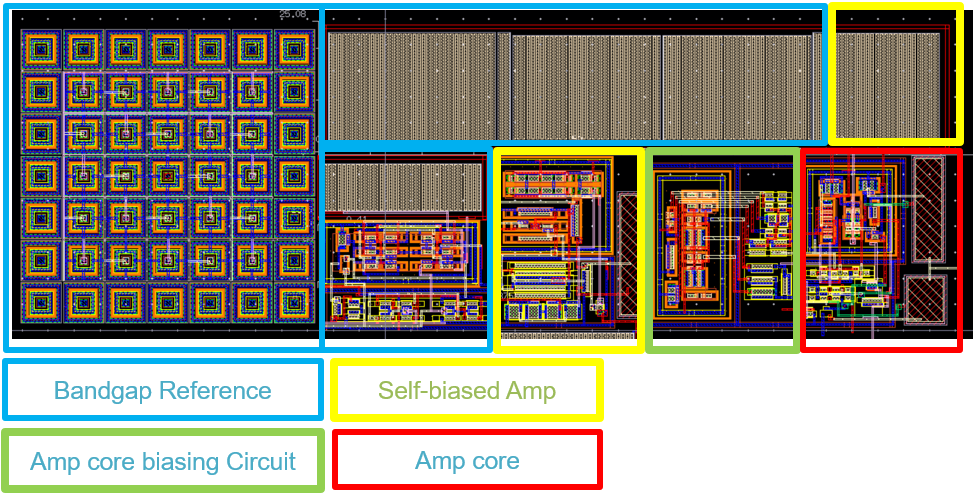 25.08
Bandgap Reference
Self-biased Amp
Amp core biasing Circuit
Amp core